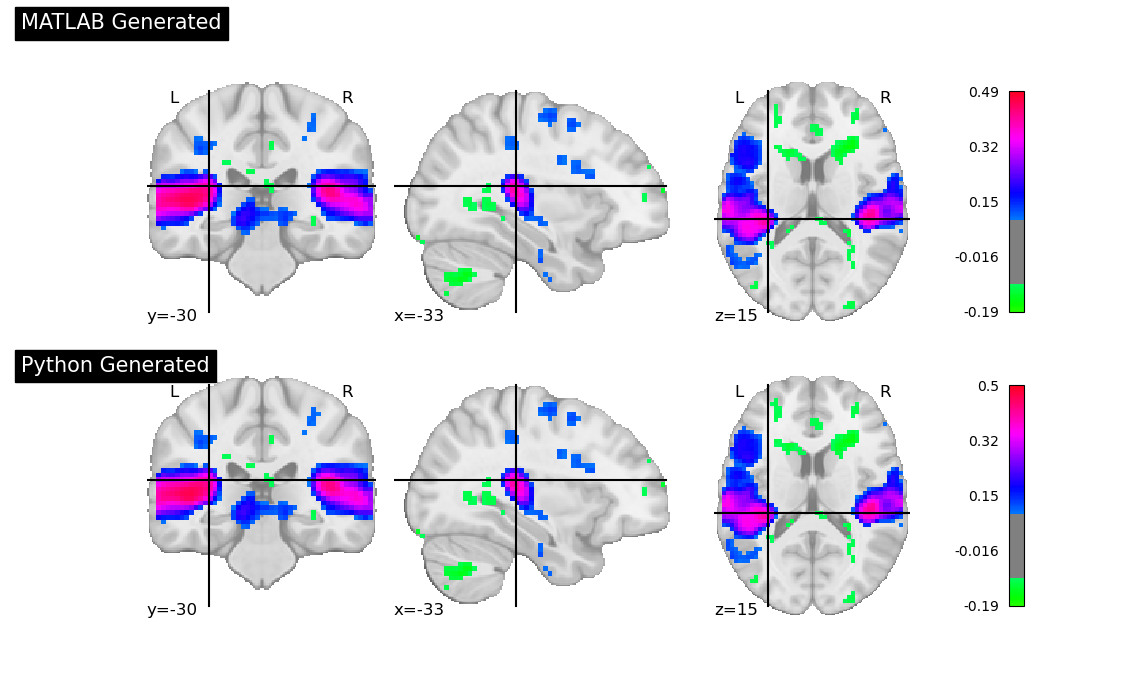 MATLAB Generated
L R L R
0.49
0.32
0.15
-0.016
-0.19
y=-30 x=-33 z=15
Python Generated
L R L R
0.5
0.32
0.15
-0.016
-0.19
y=-30 x=-33 z=15